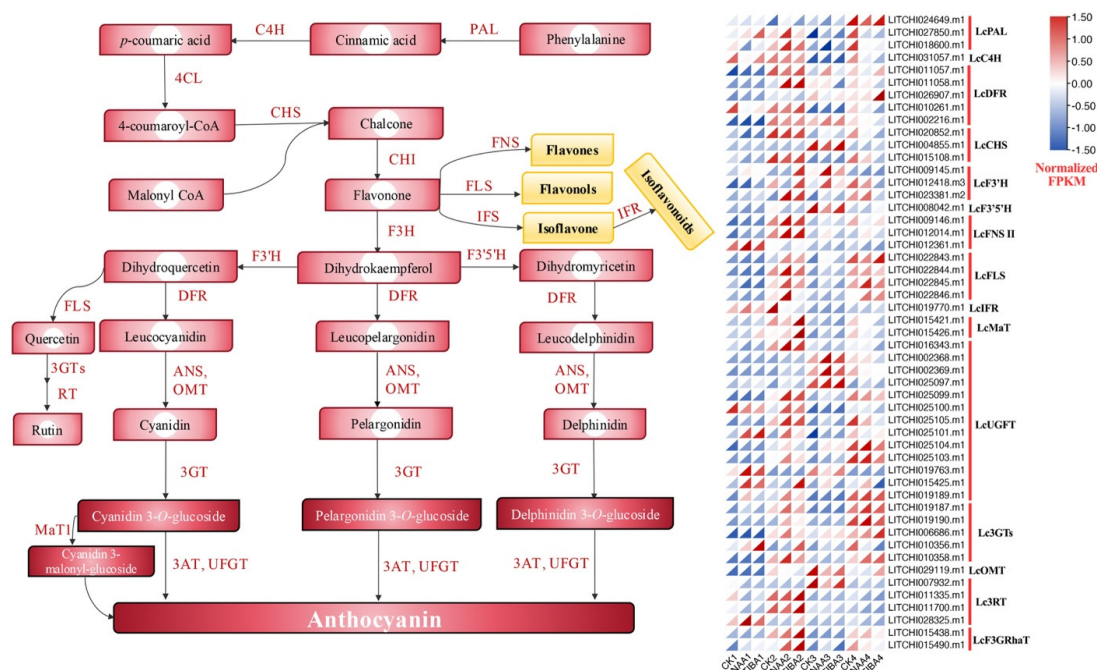 p-coumaric acid
C4H
Cinnamic acid
PAL
Phenylalanine
4CL
4-coumaroyl-CoA
CHS
Chalcone
CHI
Malonyl CoA
Flavonone
FNS
Flavones
FLS
Flavonols
IFS
Isoflavone
IFR
Isoflavonoids
F3H
Dihydroquercetin
F3'H
Dihydrokaempferol
F3'5'H
Dihydromyricetin
FLS
DFR
DFR
DFR
Quercetin
Leucocyanidin
Leucopelargonidin
Leucodelphinidin
3GTs
RT
ANS,
OMT
ANS,
OMT
ANS,
OMT
Rutin
Cyanidin
Pelargonidin
Delphinidin
3GT
3GT
3GT
Cyanidin 3-O-glucoside
Pelargonidin 3-O-glucoside
Delphinidin 3-O-glucoside
MaT1
Cyanidin 3-
malonyl-glucoside
3AT, UFGT
3AT, UFGT
3AT, UFGT
Anthocyanin
LITCHI024649.m1
LITCHI027850.m1
LITCHI018600.m1
LcPAL
LITCHI031057.m1
LcC4H
LITCHI011057.m1
LITCHI011058.m1
LITCHI026907.m1
LITCHI010261.m1
LITCHI002216.m1
LcDFR
LITCHI020852.m1
LITCHI004855.m1
LITCHI015108.m1
LcCHS
LITCHI009145.m1
LITCHI012418.m3
LITCHI023381.m2
LcF3'H
LITCHI008042.m1
LcF3'5'H
LITCHI009146.m1
LITCHI012014.m1
LITCHI012361.m1
LcFNS II
LITCHI022843.m1
LITCHI022844.m1
LITCHI022845.m1
LITCHI022846.m1
LcFLS
LITCHI019770.m1
LcIFR
LITCHI015421.m1
LITCHI015426.m1
LcMaT
LITCHI016343.m1
LITCHI002368.m1
LITCHI002369.m1
LITCHI025097.m1
LITCHI025099.m1
LITCHI025100.m1
LITCHI025105.m1
LITCHI025101.m1
LITCHI025104.m1
LITCHI025103.m1
LITCHI019763.m1
LITCHI015425.m1
LITCHI019189.m1
LcUGFT
LITCHI019187.m1
LITCHI019190.m1
LITCHI006686.m1
LITCHI010356.m1
LITCHI010358.m1
Lc3GTs
LITCHI029119.m1
LcOMT
LITCHI007932.m1
LITCHI011335.m1
LITCHI011700.m1
LITCHI028325.m1
Lc3RT
LITCHI015438.m1
LITCHI015490.m1
LcF3GRhaT
CK1
NAA1
IBA1
CK2
NAA2
IBA2
CK3
NAA3
IBA3
CK4
NAA4
IBA4
1.50
1.00
0.50
0.00
-0.50
-1.00
-1.50
Normalized
FPKM